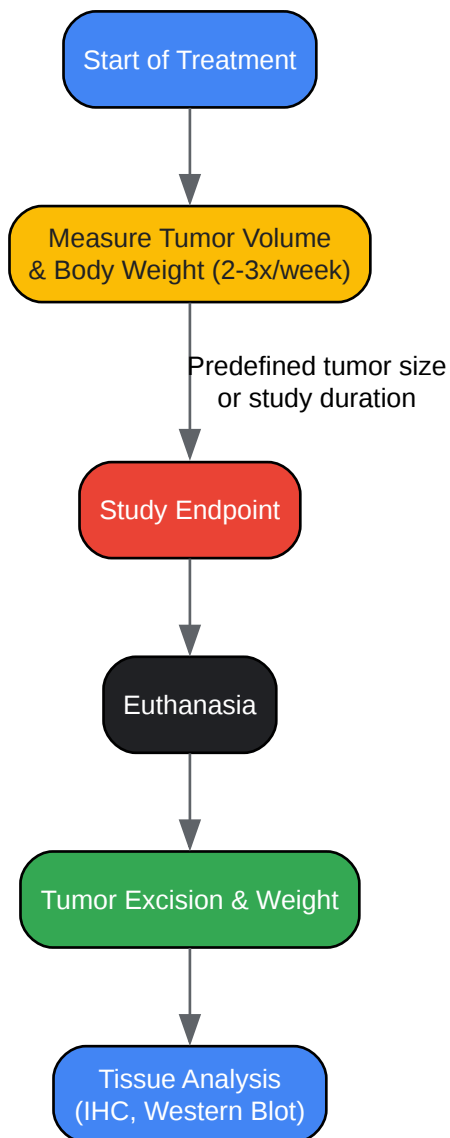 Start of Treatment
Measure Tumor Volume
& Body Weight (2-3x/week)
Predefined tumor size
or study duration
Study Endpoint
Euthanasia
Tumor Excision & Weight
Tissue Analysis
(IHC, Western Blot)